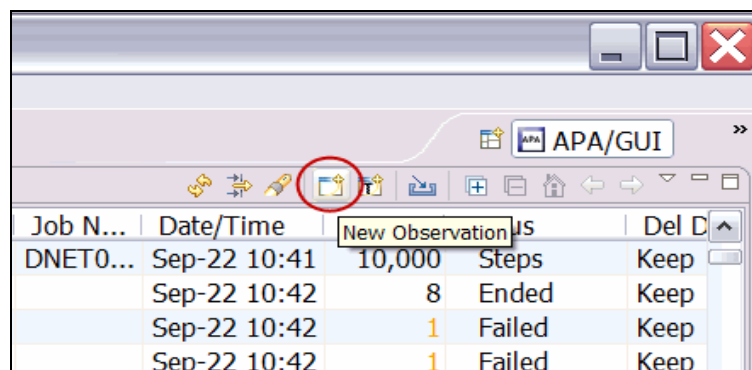 APA APA/GUI »
Job N... Date/Time us Del D
New Observation
DNET0... Sep-22 10:41 10,000 Steps Keep
Sep-22 10:42 8 Ended Keep
Sep-22 10:42 1 Failed Keep
Sep-22 10:42 1 Failed Keep